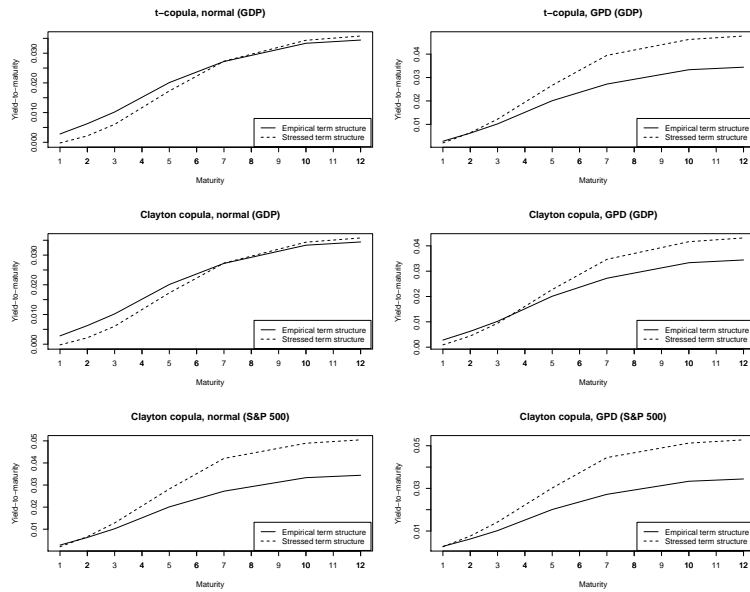 t−copula, normal (GDP)
Yield−to−maturity
0.000 0.010 0.020 0.030
Empirical term structure
Stressed term structure
1 2 3 4 5 6 7 8 9 10 11 12
Maturity
t−copula, GPD (GDP)
Yield−to−maturity
0.01 0.02 0.03 0.04
Empirical term structure
Stressed term structure
1 2 3 4 5 6 7 8 9 10 11 12
Maturity
Clayton copula, normal (GDP)
Yield−to−maturity
0.000 0.010 0.020 0.030
Empirical term structure
Stressed term structure
1 2 3 4 5 6 7 8 9 10 11 12
Maturity
Clayton copula, GPD (GDP)
Yield−to−maturity
0.00 0.01 0.02 0.03 0.04
Empirical term structure
Stressed term structure
1 2 3 4 5 6 7 8 9 10 11 12
Maturity
Clayton copula, normal (S&P 500)
Yield−to−maturity
0.01 0.02 0.03 0.04 0.05
Empirical term structure
Stressed term structure
1 2 3 4 5 6 7 8 9 10 11 12
Maturity
Clayton copula, GPD (S&P 500)
Yield−to−maturity
0.01 0.03 0.05
Empirical term structure
Stressed term structure
1 2 3 4 5 6 7 8 9 10 11 12
Maturity